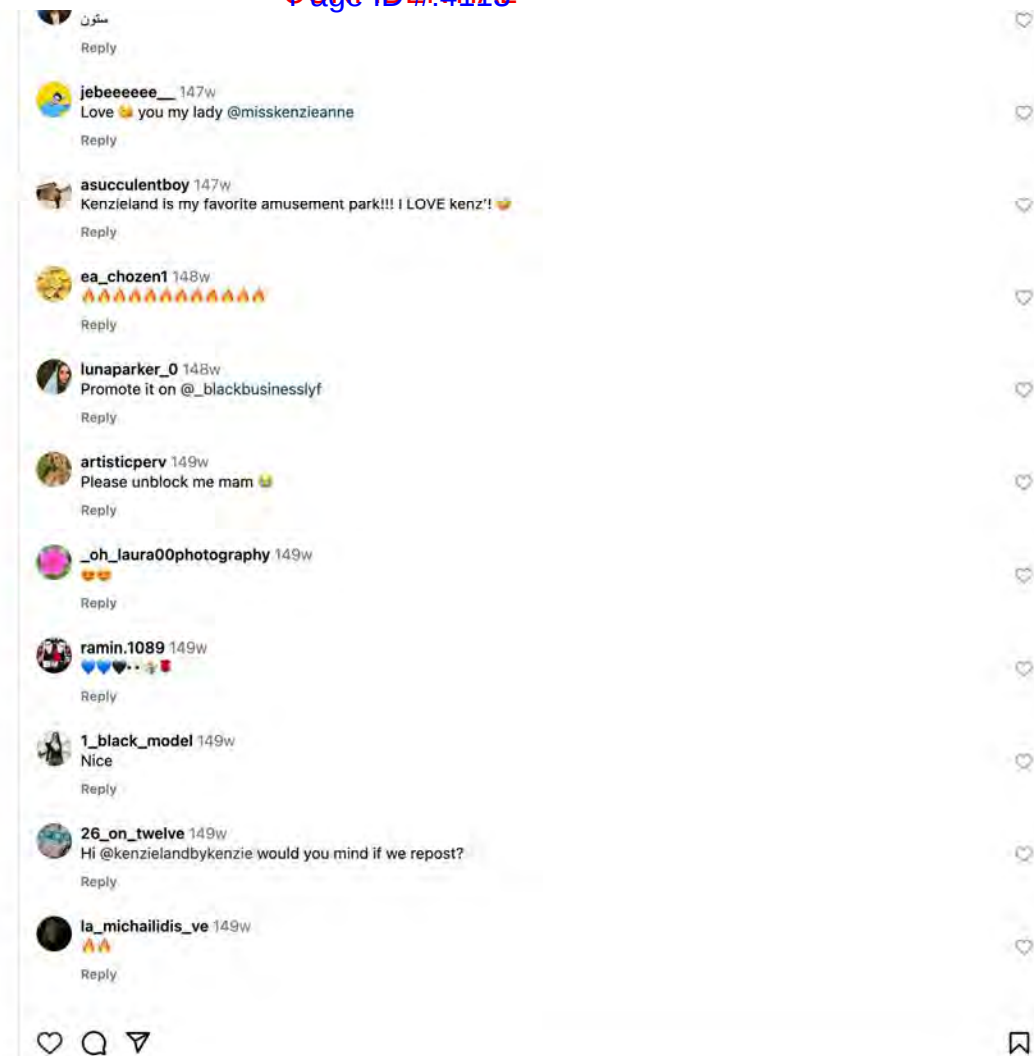 ستون
Reply
jebeeeeee__ 147w
Love 😘 you my lady @misskenzieanne
Reply
asucculentboy 147w
Kenzieland is my favorite amusement park!!! I LOVE kenz'! 🤣
Reply
ea_chozen1 148w
🔥🔥🔥🔥🔥🔥🔥🔥🔥🔥🔥🔥
Reply
lunaparker_0 148w
Promote it on @_blackbusinesslyf
Reply
artisticperv 149w
Please unblock me mam 😭
Reply
_oh_laura00photography 149w
😍😍
Reply
ramin.1089 149w
Reply
1_black_model 149w
Nice
Reply
26_on_twelve 149w
Hi @kenzielandbykenzie would you mind if we repost?
Reply
la_michailidis_ve 149w
🔥🔥
Reply